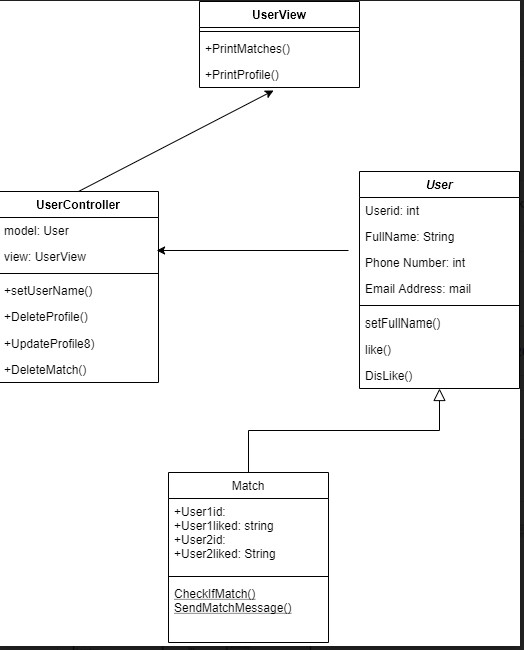 UserView
+PrintMatches()
+PrintProfile()
UserController
model: User
view: UserView
+setUserName()
+DeleteProfile()
+UpdateProfile8)
+DeleteMatch()
User
Userid: int
FullName: String
Phone Number: int
Email Address: mail
setFullName()
like()
DisLike()
Match
+User1id:
+User1liked: string
+User2id:
+User2liked: String
CheckIfMatch()
SendMatchMessage()